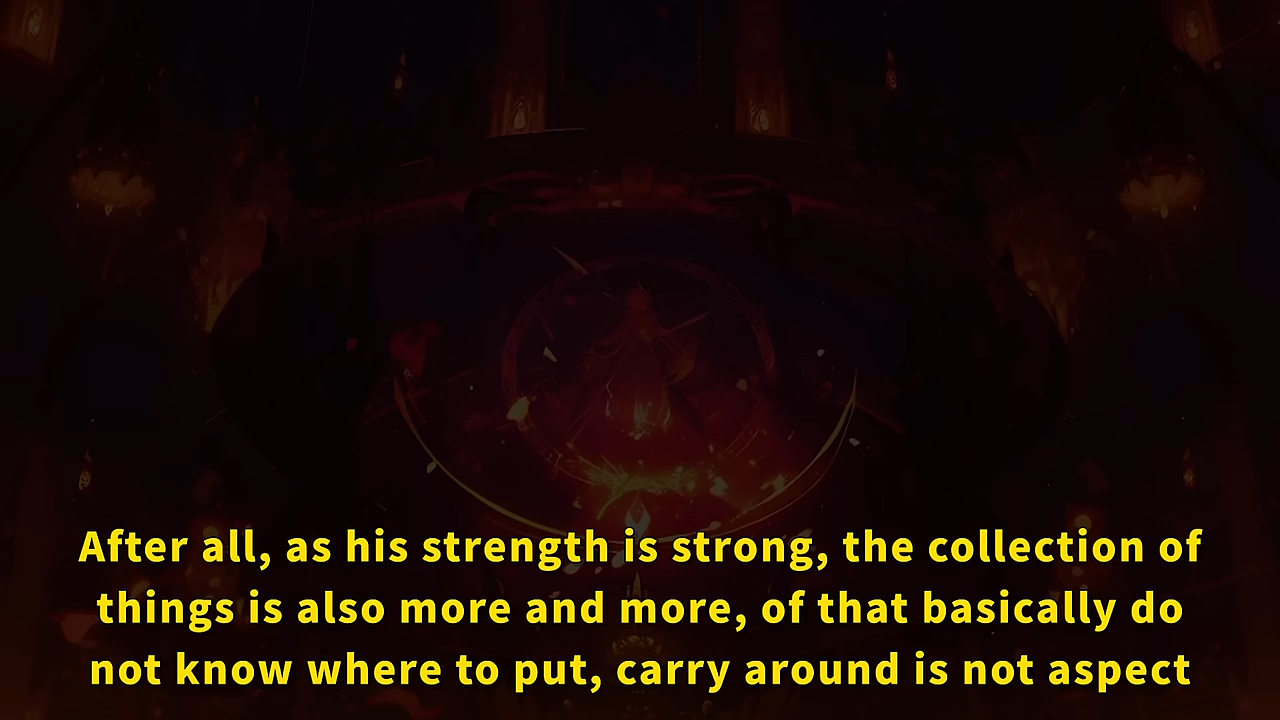 After all, as his strength is strong, the collection of
things is also more and more, of that basically do
not know where to put, carry around is not aspect